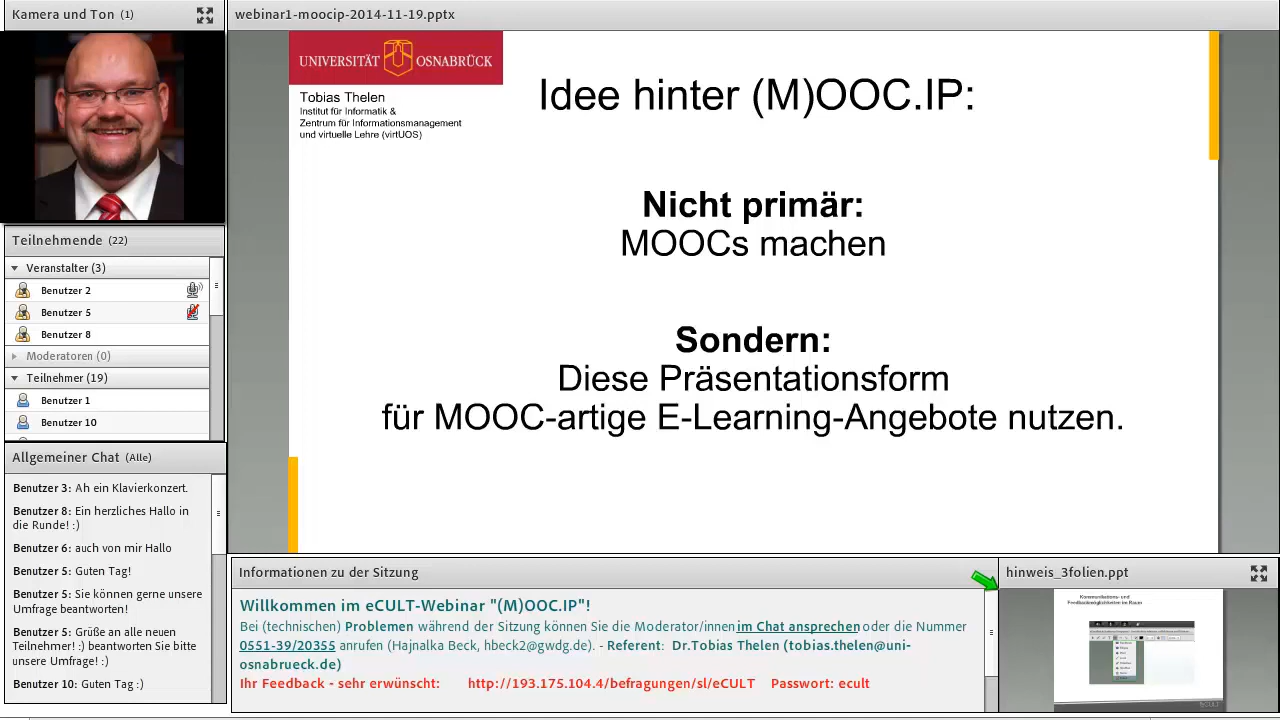 Kamera und Ton (1)
webinar1-moocip-2014-11-19.pptx
UNIVERSITÄT OSNABRÜCK
Tobias Thelen
Institut für Informatik &
Zentrum für Informationsmanagement
und virtuelle Lehre (virtUOS)
Idee hinter (M)OOC.IP:
Nicht primär:
MOOCs machen
Sondern:
Diese Präsentationsform
für MOOC-artige E-Learning-Angebote nutzen.
Teilnehmende (22)
Veranstalter (3)
Benutzer 2
Benutzer 5
Benutzer 8
Moderatoren (0)
Teilnehmer (19)
Benutzer 1
Benutzer 10
Allgemeiner Chat (Alle)
Benutzer 3: Ah ein Klavierkonzert.
Benutzer 8: Ein herzliches Hallo in
die Runde! :)
Benutzer 6: auch von mir Hallo
Benutzer 5: Guten Tag!
Benutzer 5: Sie können gerne unsere
Umfrage beantworten!
Benutzer 5: Grüße an alle neuen
Teilnehmer! :) beantworten Sie bitte
unsere Umfrage! :)
Benutzer 10: Guten Tag :)
Informationen zu der Sitzung
Willkommen im eCULT-Webinar "(M)OOC.IP"!
Bei (technischen) Problemen während der Sitzung können Sie die Moderator/innen im Chat ansprechen oder die Nummer
0551-39/20355 anrufen - Referent: Dr.Tobias Thelen (tobias.thelen@uni-
osnabrueck.de)
Ihr Feedback - sehr erwünscht: http://193.175.104.4/befragungen/sl/eCULT Passwort: ecult
hinweis_3folien.ppt
Kommunikations- und
Feedbackmöglichkeiten im Raum
eCULT